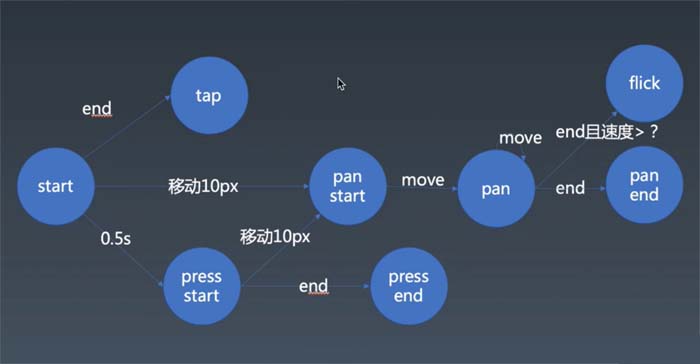 flick
tap
end
move
end且速度>？
start
移动10px
pan
start
move
pan
end
pan
end
0.5s
移动10px
press
start
end
press
end